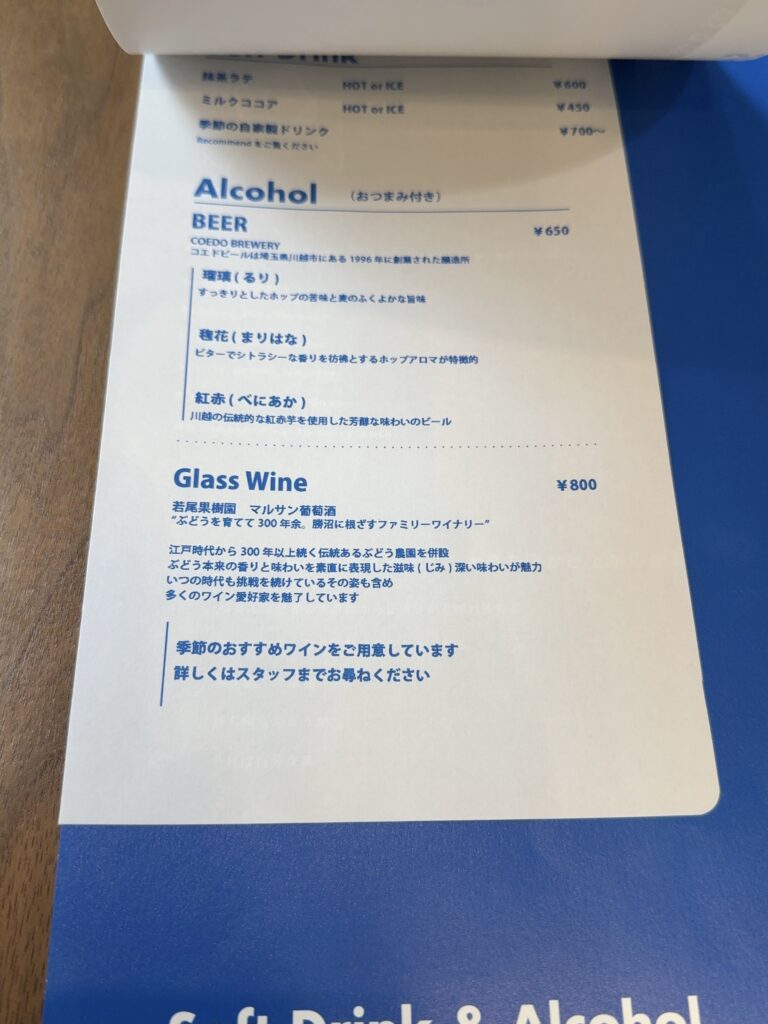 Drink
抹茶ラテ HOT or ICE ¥600
ミルクココア HOT or ICE ¥450
季節の自家製ドリンク ¥700〜
Recommend をご覧ください
Alcohol （おつまみ付き）
BEER ¥650
COEDO BREWERY
コエドビールは埼玉県川越市にある 1996 年に創業された醸造所
瑠璃 ( るり )
すっきりとしたホップの苦味と麦のふくよかな旨味
毱花 ( まりはな )
ビターでシトラシーな香りを彷彿とするホップアロマが特徴的
紅赤 ( べにあか )
川越の伝統的な紅赤芋を使用した芳醇な味わいのビール
Glass Wine ¥800
若尾果樹園　マルサン葡萄酒
“ぶどうを育てて 300 年余。勝沼に根ざすファミリーワイナリー”
江戸時代から 300 年以上続く伝統あるぶどう農園を併設
ぶどう本来の香りと味わいを素直に表現した滋味 ( じみ ) 深い味わいが魅力
いつの時代も挑戦を続けているその姿も含め
多くのワイン愛好家を魅了しています
季節のおすすめワインをご用意しています
詳しくはスタッフまでお尋ねください
Soft Drink & Alcohol